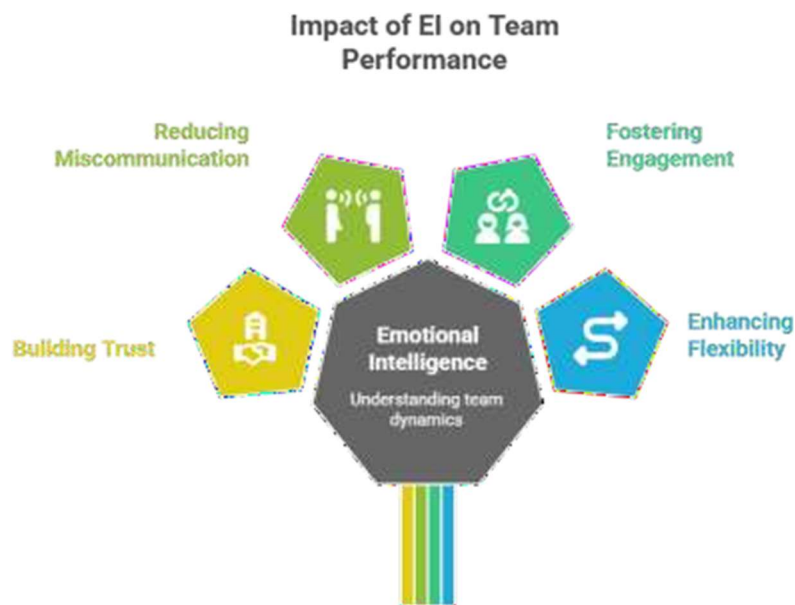 Impact of EI on Team
Performance
Reducing
Miscommunication
Fostering
Engagement
Building Trust
Emotional
Intelligence
Understanding team
dynamics
Enhancing
Flexibility